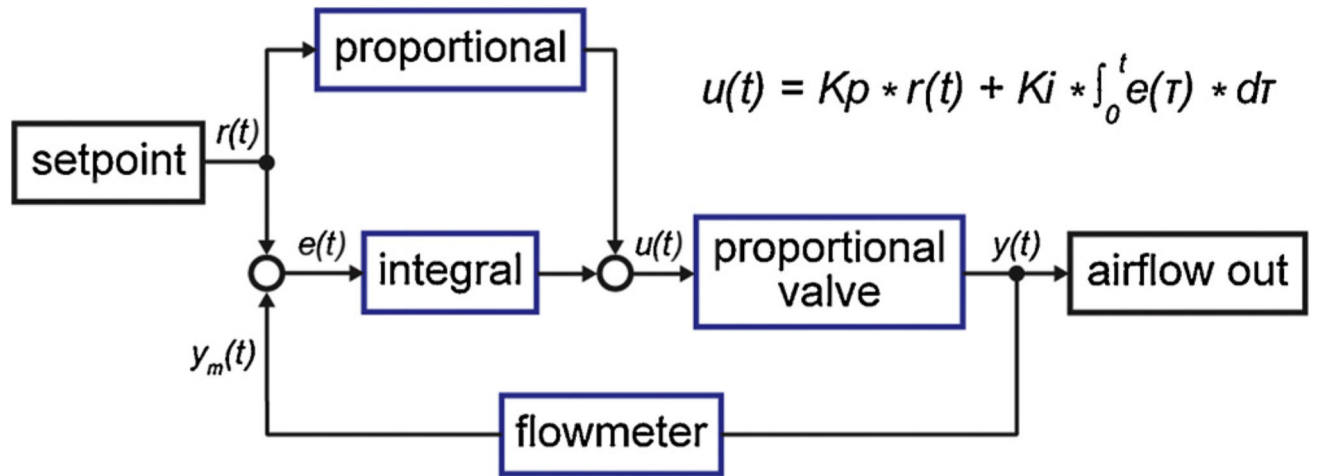 proportional
u(t) = Kp * r(t) + Ki * ∫₀ᵗ e(τ) * dτ
r(t)
setpoint
e(t)
integral
u(t)
proportional
valve
y(t)
airflow out
yₘ(t)
flowmeter